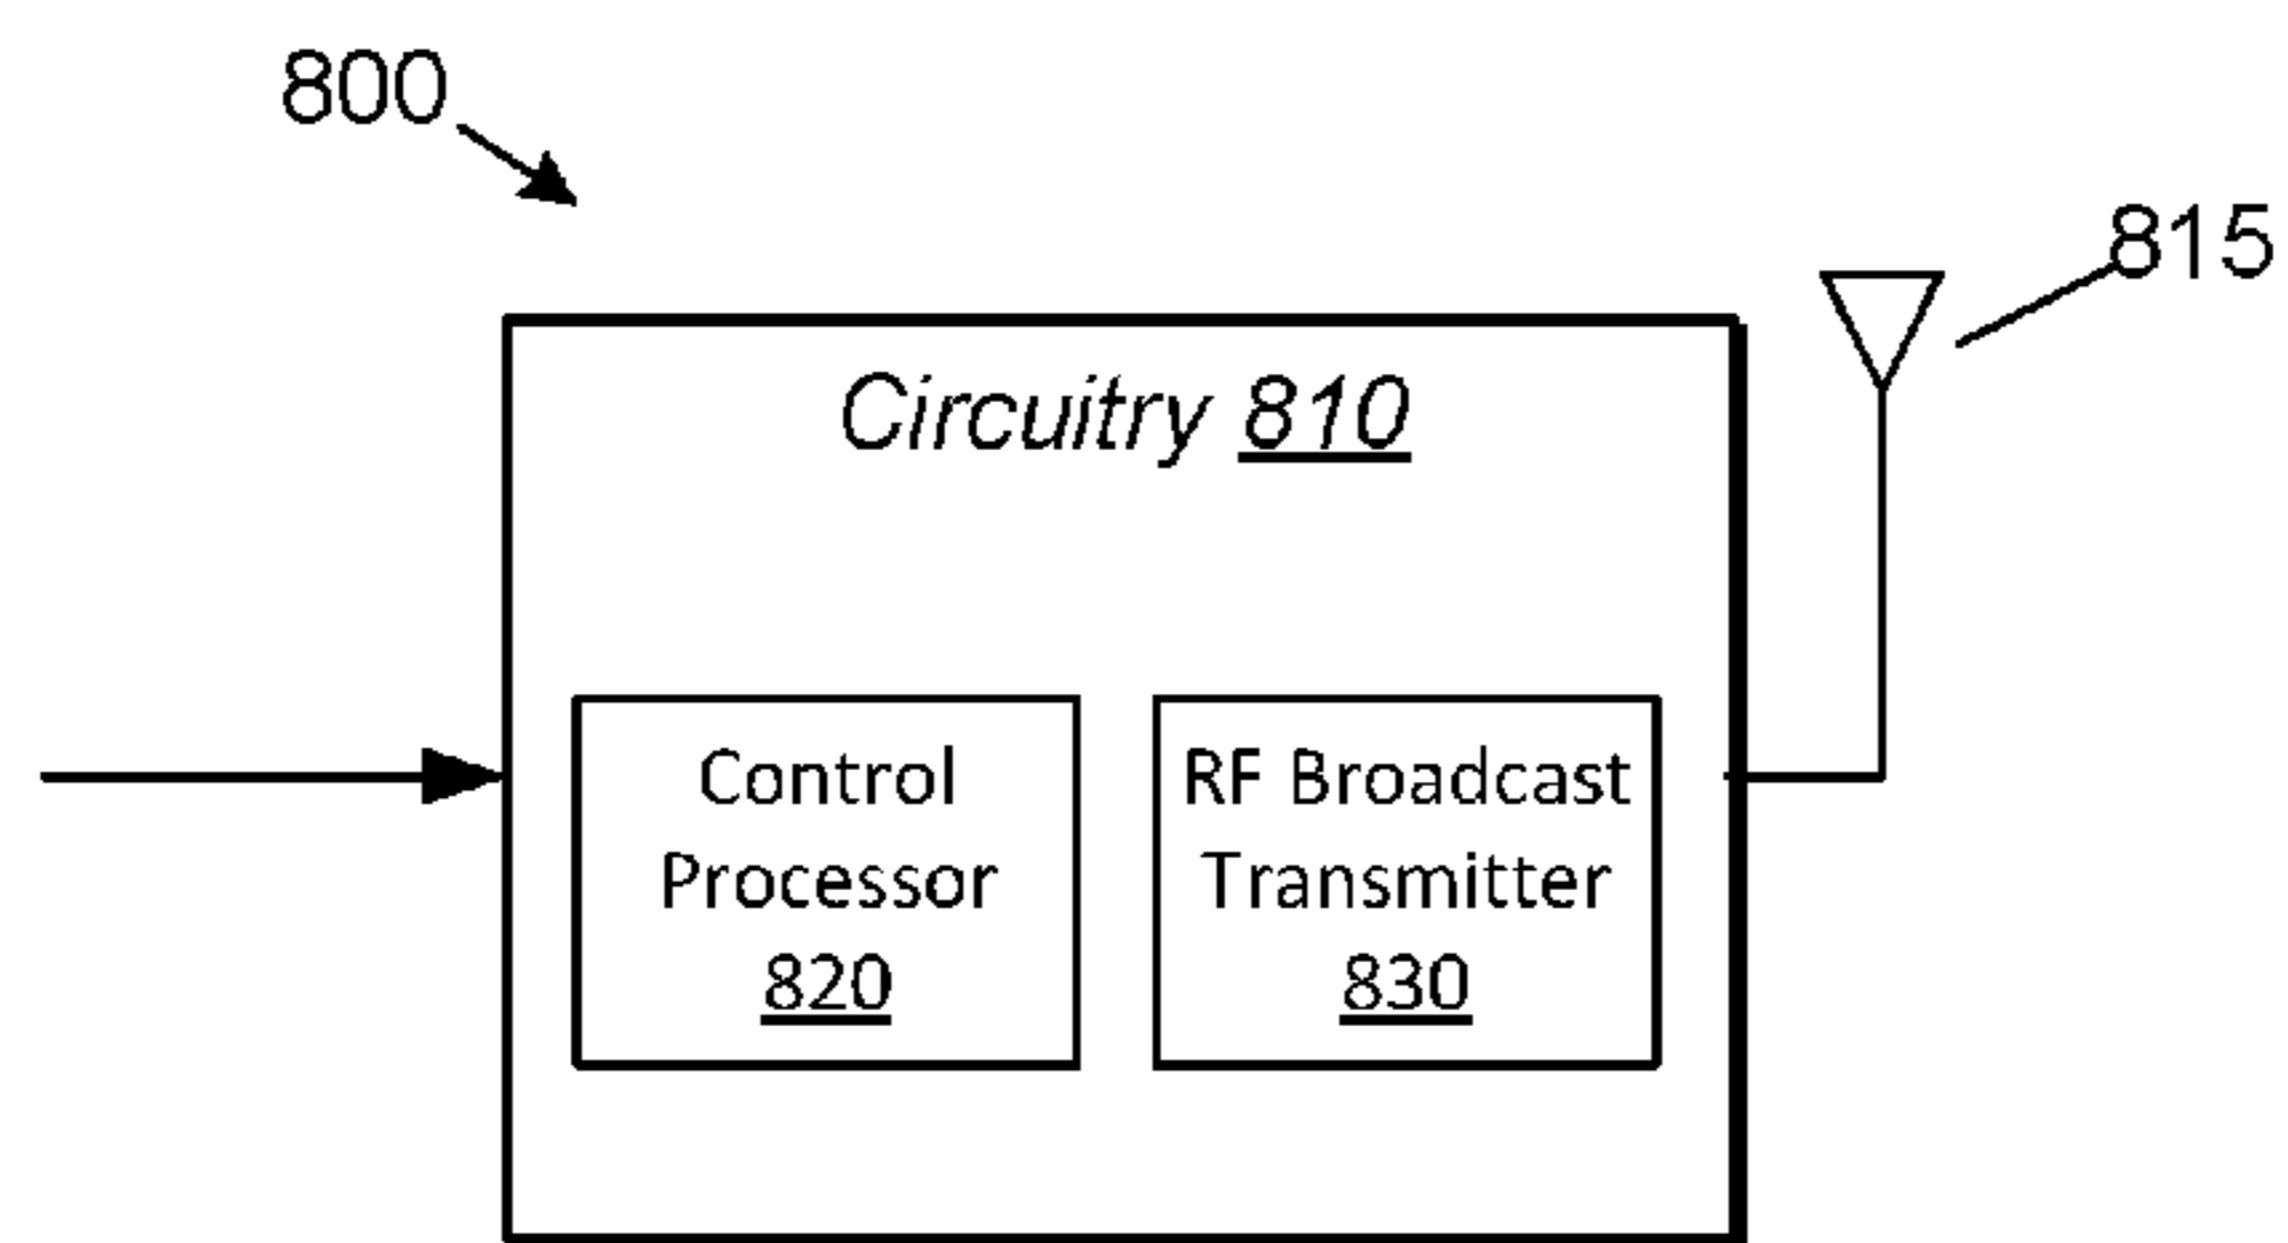 800
815
Circuitry 810
Control
Processor
820
RF Broadcast
Transmitter
830